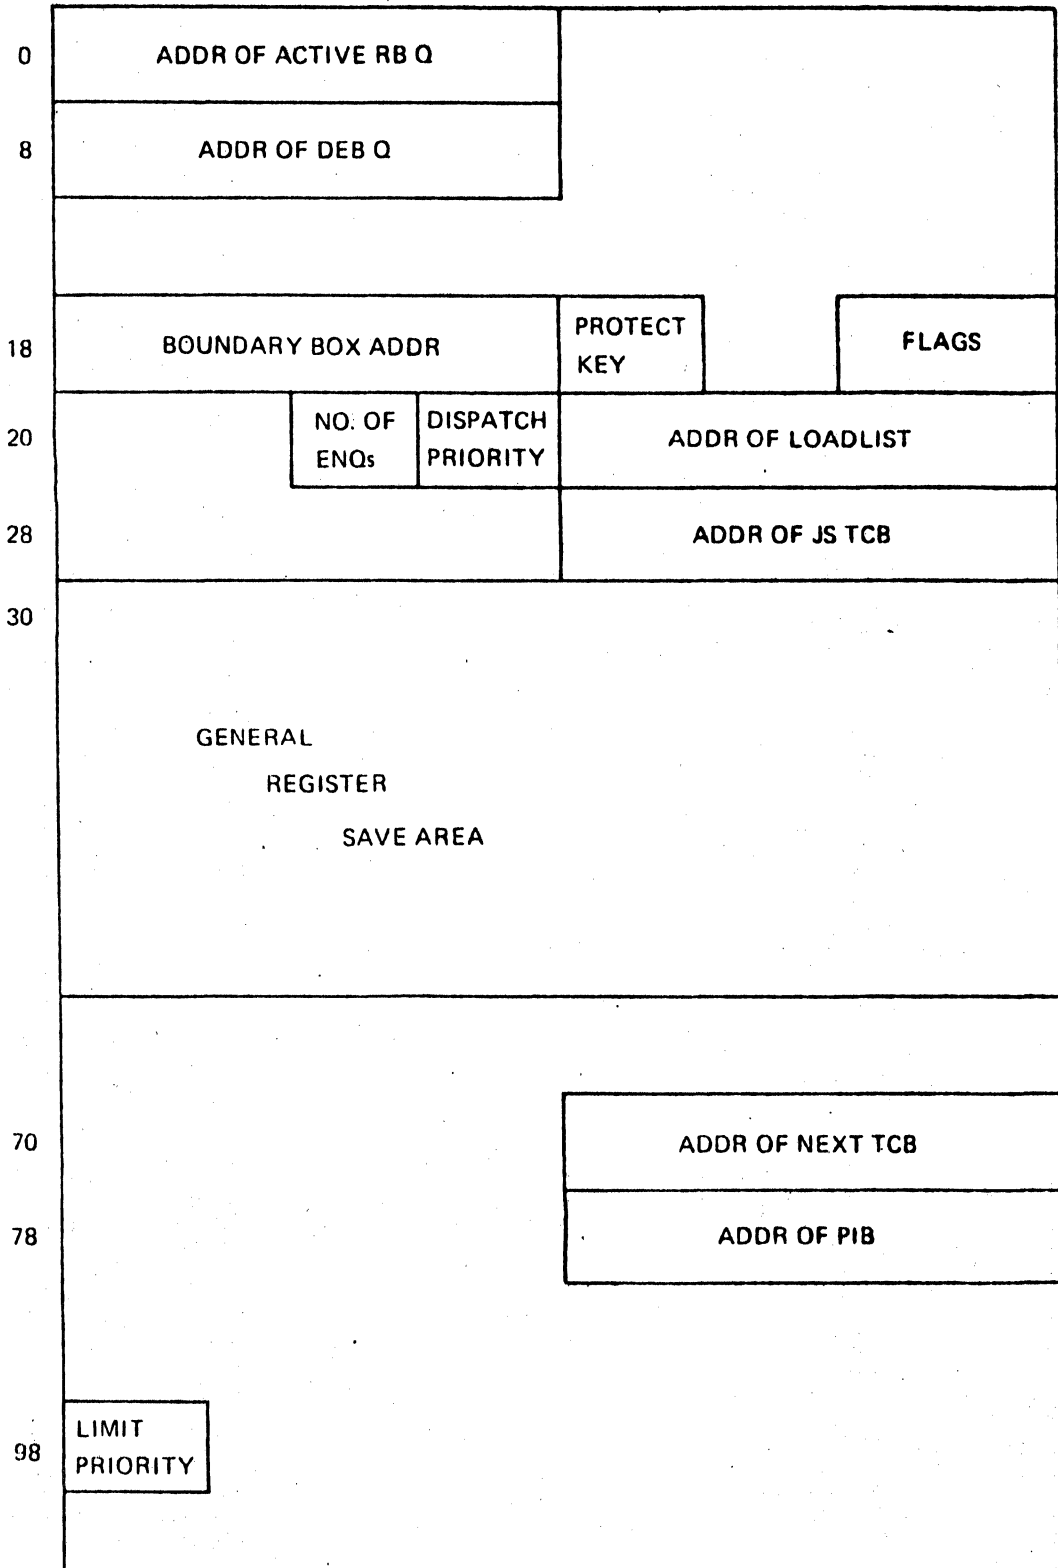 0 ADDR OF ACTIVE RB Q
8 ADDR OF DEB Q
18 BOUNDARY BOX ADDR PROTECT KEY FLAGS
20 NO. OF ENQs DISPATCH PRIORITY ADDR OF LOADLIST
28 ADDR OF JS TCB
30
GENERAL
REGISTER
SAVE AREA
70 ADDR OF NEXT TCB
78 ADDR OF PIB
98 LIMIT PRIORITY